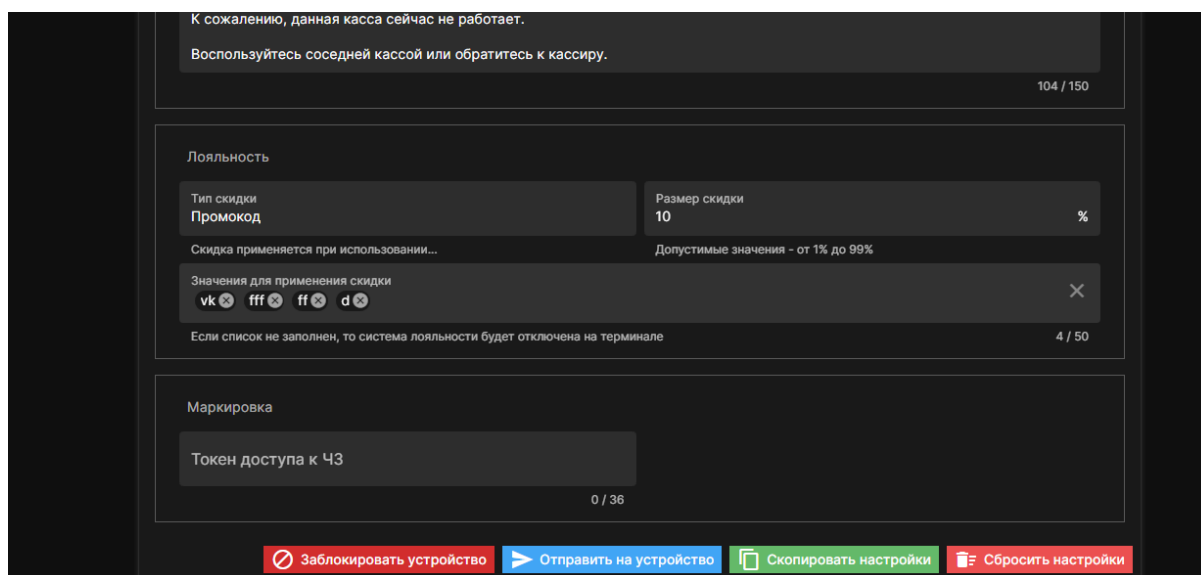 К сожалению, данная касса сейчас не работает.
Воспользуйтесь соседней кассой или обратитесь к кассиру.
104 / 150
Лояльность
Тип скидки
Промокод
Размер скидки
10 %
Скидка применяется при использовании...
Допустимые значения - от 1% до 99%
Значения для применения скидки
vk fff ff d
Если список не заполнен, то система лояльности будет отключена на терминале
4 / 50
Маркировка
Токен доступа к ЧЗ
0 / 36
Заблокировать устройство
Отправить на устройство
Скопировать настройки
Сбросить настройки